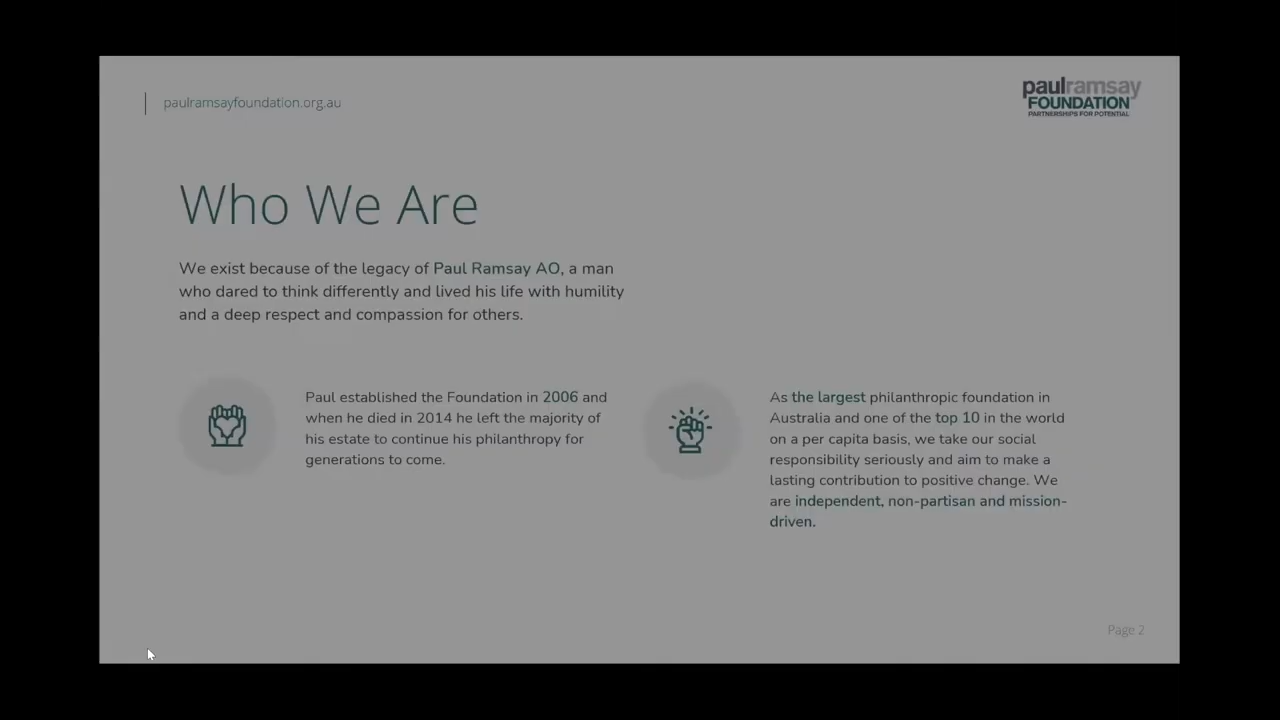 paulramsayfoundation.org.au
paulramsay
FOUNDATION
PARTNERSHIPS FOR POTENTIAL
Who We Are
We exist because of the legacy of Paul Ramsay AO, a man
who dared to think differently and lived his life with humility
and a deep respect and compassion for others.
Paul established the Foundation in 2006 and
when he died in 2014 he left the majority of
his estate to continue his philanthropy for
generations to come.
As the largest philanthropic foundation in
Australia and one of the top 10 in the world
on a per capita basis, we take our social
responsibility seriously and aim to make a
lasting contribution to positive change. We
are independent, non-partisan and mission-
driven.
Page 2